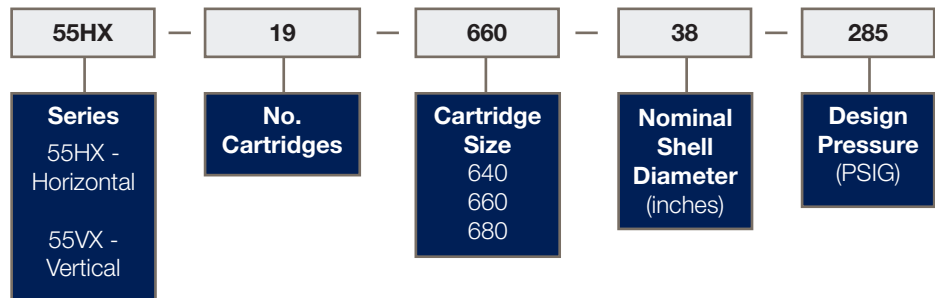 55HX — 19 — 660 — 38 — 285
Series
55HX -
Horizontal
55VX -
Vertical
No.
Cartridges
Cartridge
Size
640
660
680
Nominal
Shell
Diameter
(inches)
Design
Pressure
(PSIG)